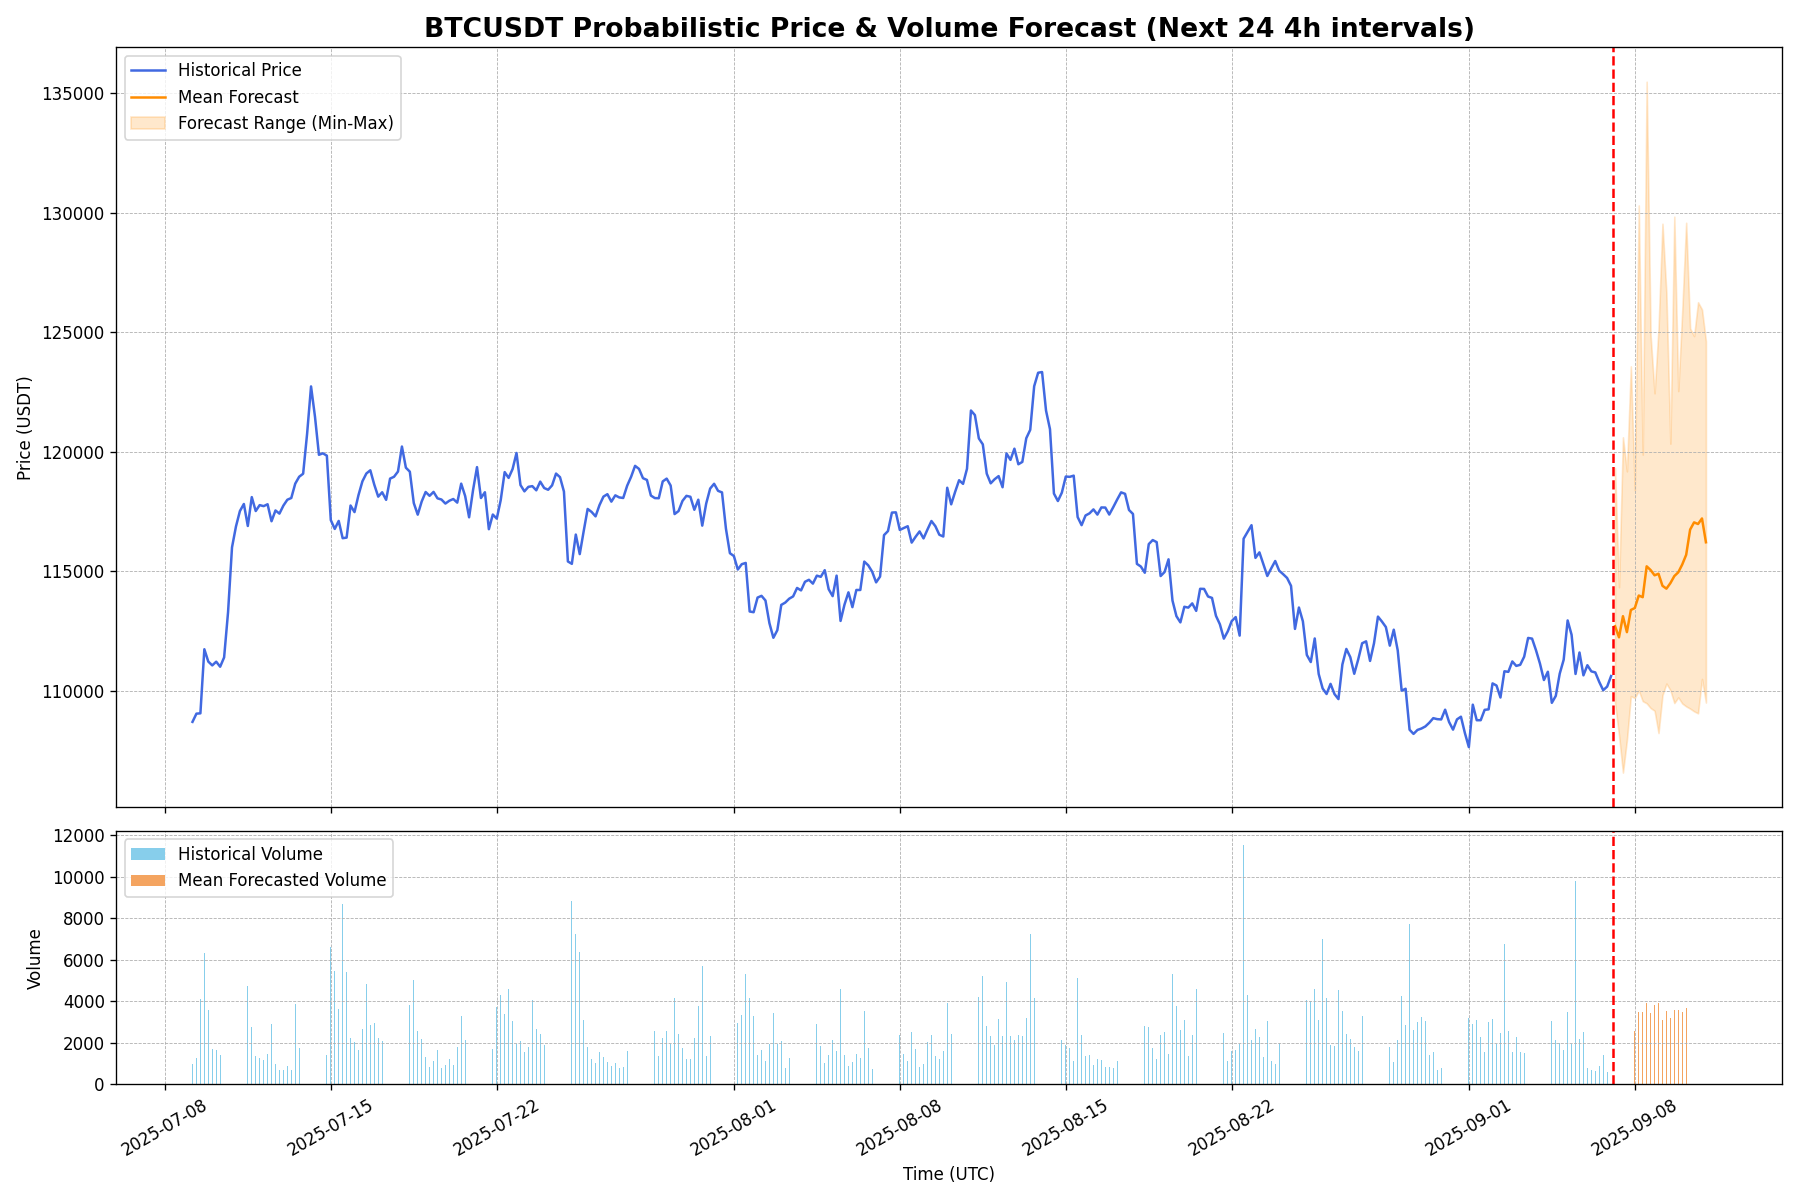 BTCUSDT Probabilistic Price & Volume Forecast (Next 24 4h intervals)
Historical Price
Mean Forecast
Forecast Range (Min-Max)
135000
130000
125000
120000
115000
110000
Price (USDT)
Historical Volume
Mean Forecasted Volume
12000
10000
8000
6000
4000
2000
0
Volume
2025-07-08
2025-07-15
2025-07-22
2025-08-01
2025-08-08
2025-08-15
2025-08-22
2025-09-01
2025-09-08
Time (UTC)